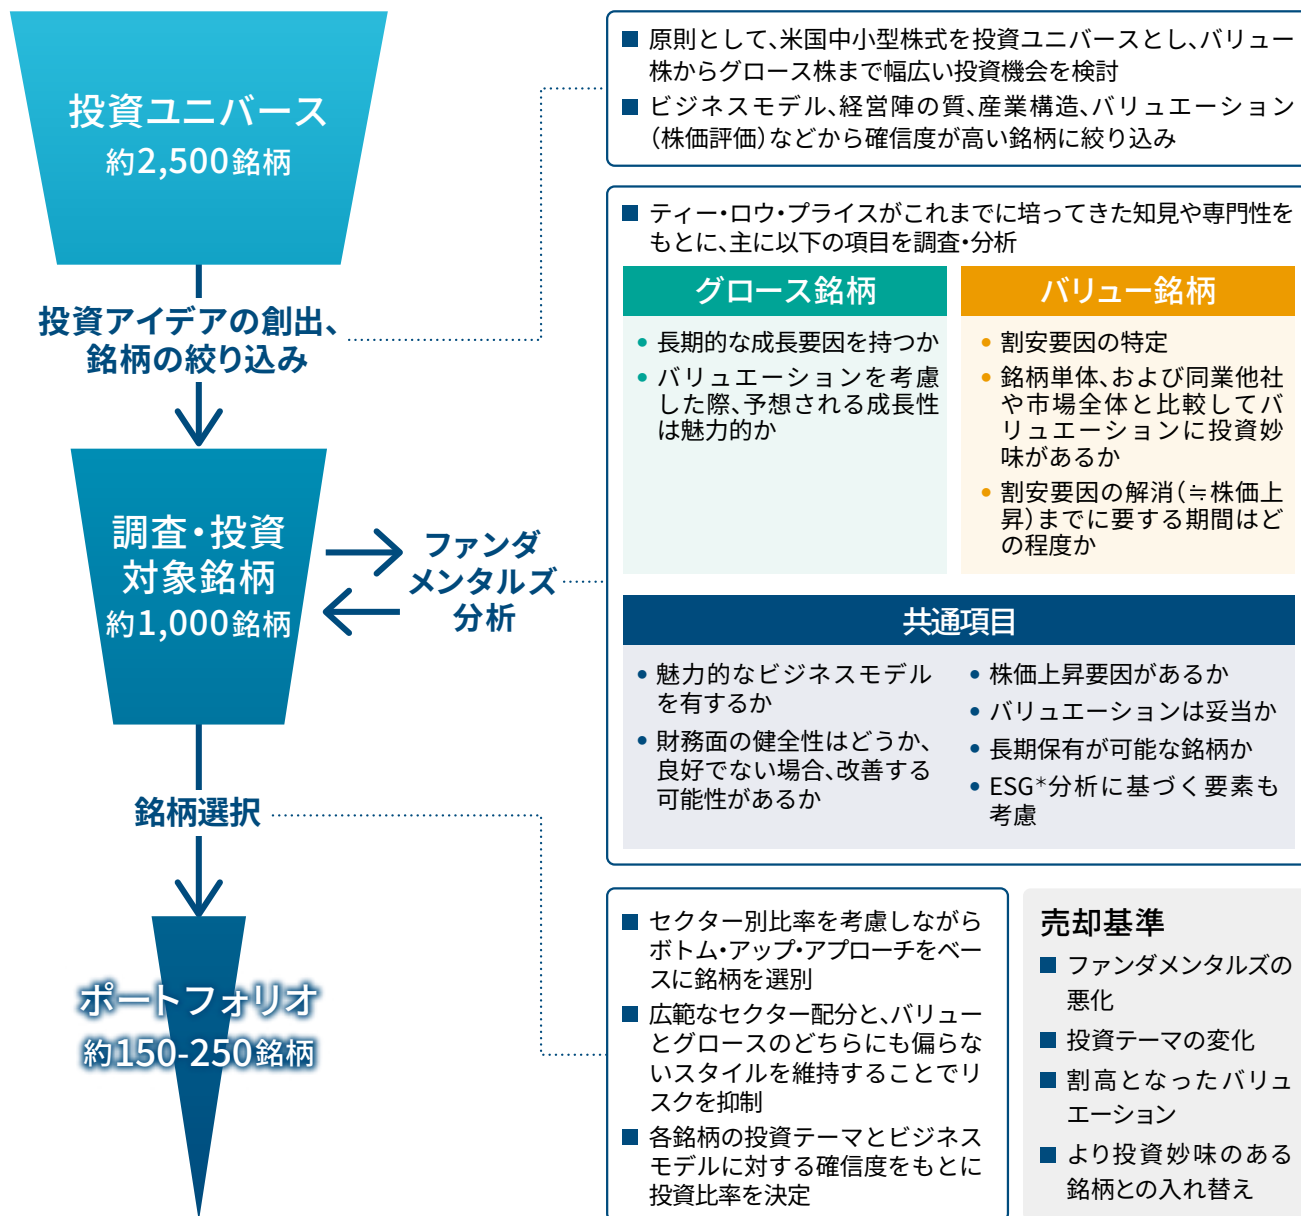 投資ユニバース
約2,500銘柄
投資アイデアの創出、
銘柄の絞り込み
調査・投資
対象銘柄
約1,000銘柄
ファンダ
メンタルズ
分析
銘柄選択
ポートフォリオ
約150-250銘柄
■ 原則として、米国中小型株式を投資ユニバースとし、バリュー
株からグロース株まで幅広い投資機会を検討
■ ビジネスモデル、経営陣の質、産業構造、バリュエーション
(株価評価)などから確信度が高い銘柄に絞り込み
■ ティー・ロウ・プライスがこれまでに培ってきた知見や専門性を
もとに、主に以下の項目を調査・分析
グロース銘柄
• 長期的な成長要因を持つか
• バリュエーションを考慮
した際、予想される成長性
は魅力的か
バリュー銘柄
• 割安要因の特定
• 銘柄単体、および同業他社
や市場全体と比較してバ
リュエーションに投資妙
味があるか
• 割安要因の解消(≒株価上
昇)までに要する期間はど
の程度か
共通項目
• 魅力的なビジネスモデル
を有するか
• 財務面の健全性はどうか、
良好でない場合、改善する
可能性があるか
• 株価上昇要因があるか
• バリュエーションは妥当か
• 長期保有が可能な銘柄か
• ESG*分析に基づく要素も
考慮
■ セクター別比率を考慮しながら
ボトム・アップ・アプローチをベー
スに銘柄を選別
■ 広範なセクター配分と、バリュー
とグロースのどちらにも偏らな
いスタイルを維持することでリ
スクを抑制
■ 各銘柄の投資テーマとビジネス
モデルに対する確信度をもとに
投資比率を決定
売却基準
■ ファンダメンタルズの
悪化
■ 投資テーマの変化
■ 割高となったバリュ
エーション
■ より投資妙味のある
銘柄との入れ替え